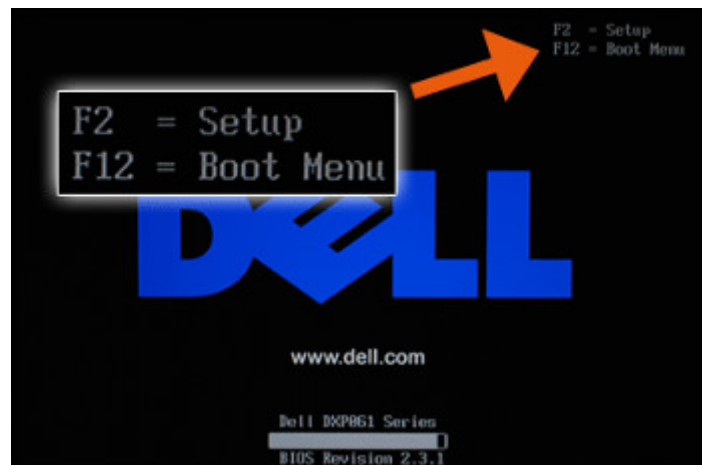 F2 = Setup
F12 = Boot Menu
F2 = Setup
F12 = Boot Menu
DELL
www.dell.com
Dell DXP061 Series
BIOS Revision 2.3.1